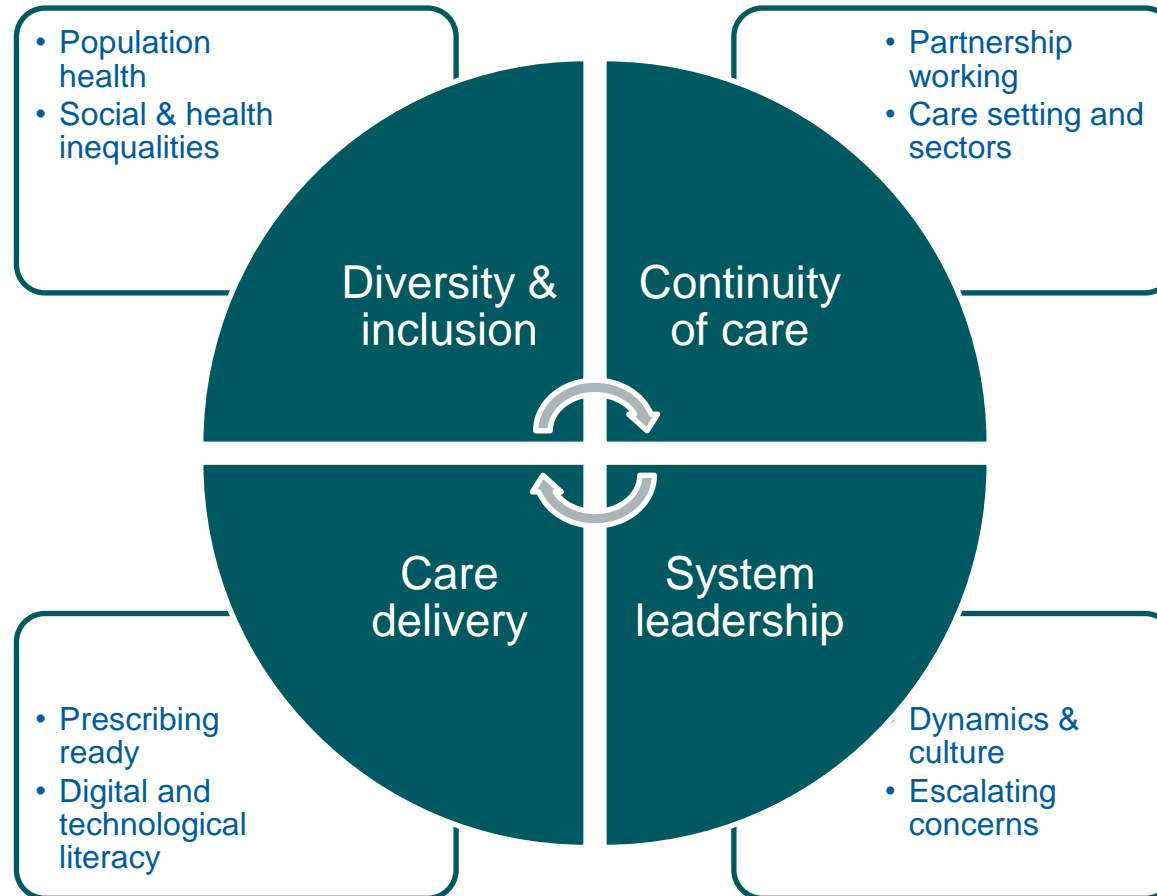 • Population
health
• Social & health
inequalities
• Partnership
working
• Care setting and
sectors
Diversity &
inclusion
Continuity
of care
Care
delivery
System
leadership
• Prescribing
ready
• Digital and
technological
literacy
• Dynamics &
culture
• Escalating
concerns